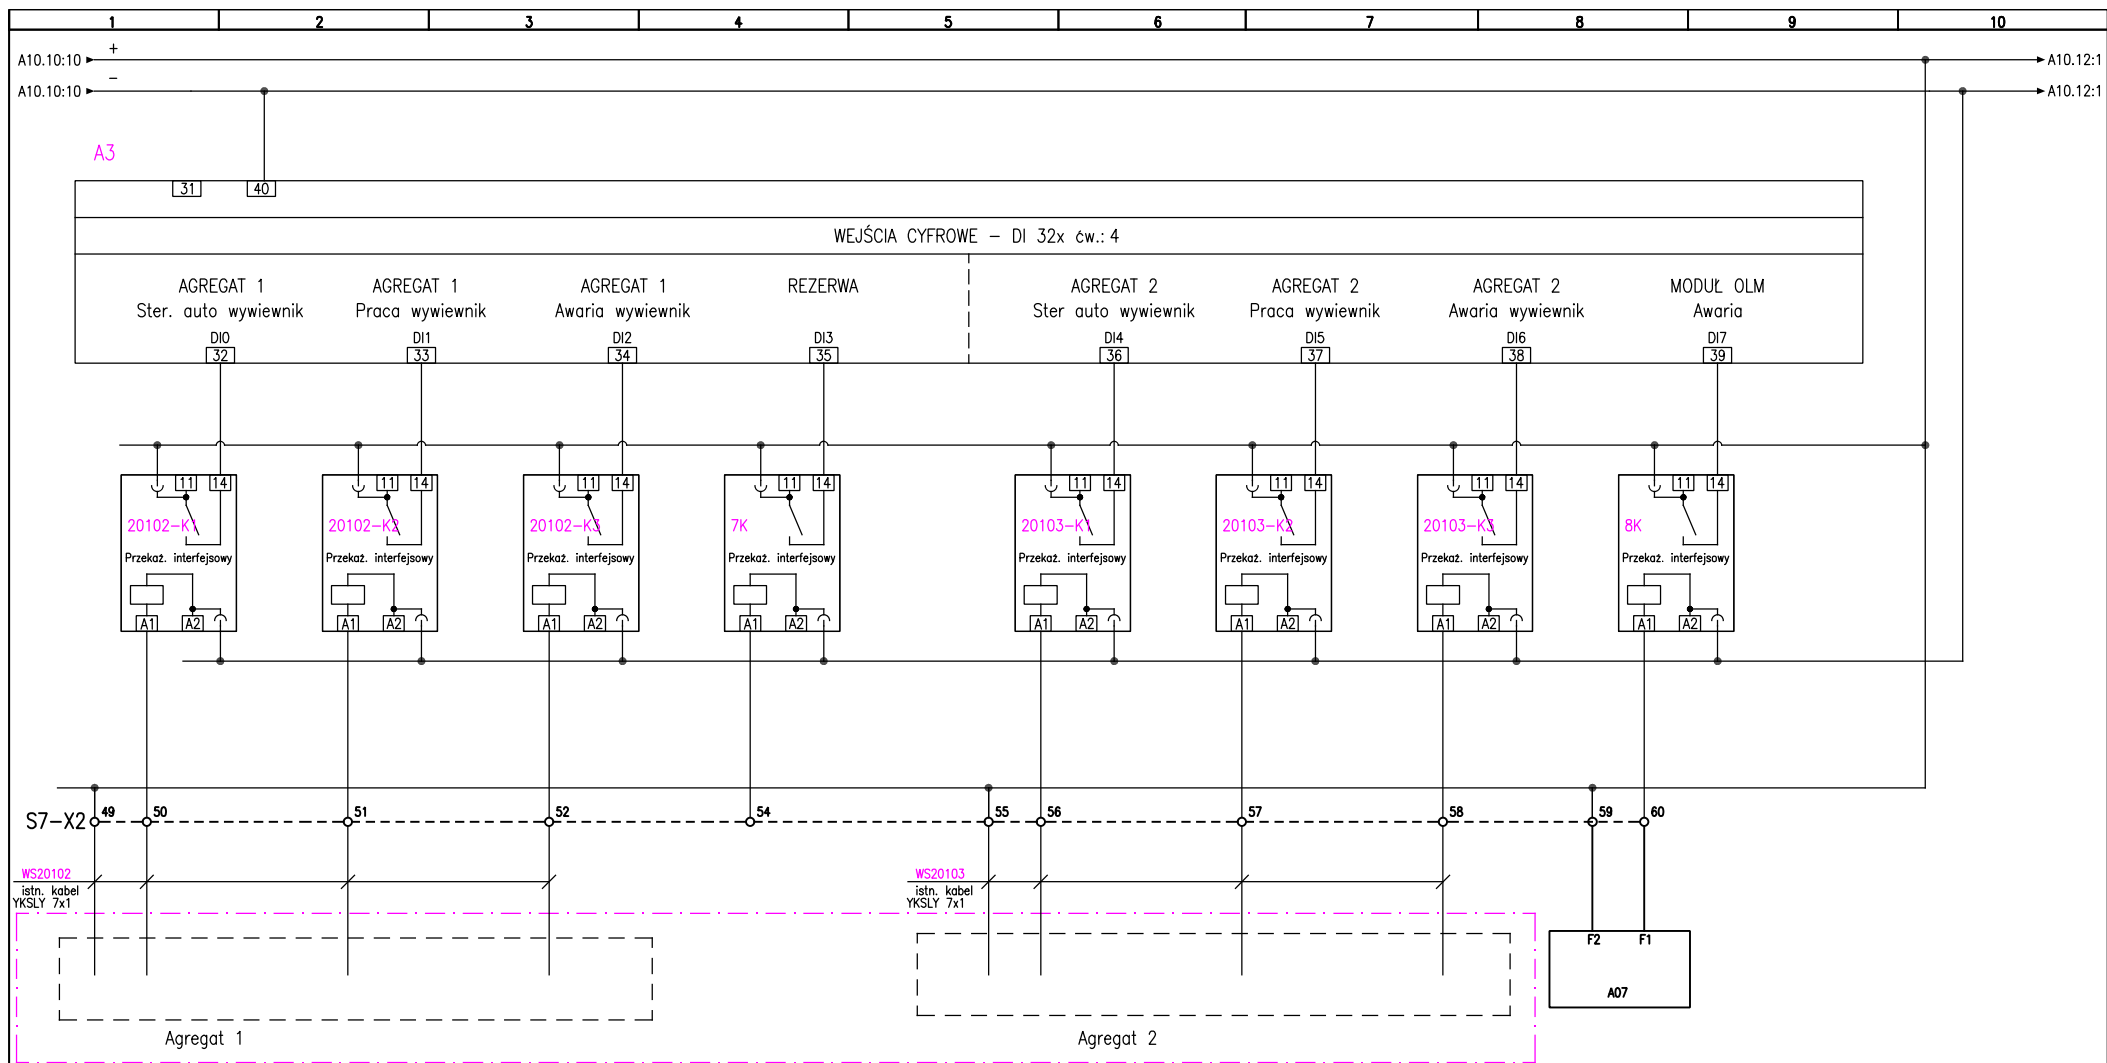 1 2 3 4 5 6 7 8 9 10
+
A10.10:10 A10.12:1
−
A10.10:10 A10.12:1
A3
31 40
WEJŚCIA CYFROWE − DI 32x ćw.: 4
AGREGAT 1 AGREGAT 1 AGREGAT 1 REZERWA AGREGAT 2 AGREGAT 2 AGREGAT 2 MODUŁ OLM
Ster. auto wywiewnik Praca wywiewnik Awaria wywiewnik Ster auto wywiewnik Praca wywiewnik Awaria wywiewnik Awaria
DI0 DI1 DI2 DI3 DI4 DI5 DI6 DI7
32 33 34 35 36 37 38 39
11 14 11 14 11 14 11 14 11 14 11 14 11 14 11 14
20102−K1 20102−K2 20102−K3 7K 20103−K1 20103−K2 20103−K3 8K
Przekaź. interfejsowy Przekaź. interfejsowy Przekaź. interfejsowy Przekaź. interfejsowy Przekaź. interfejsowy Przekaź. interfejsowy Przekaź. interfejsowy Przekaź. interfejsowy
A1 A2 A1 A2 A1 A2 A1 A2 A1 A2 A1 A2 A1 A2 A1 A2
S7−X2 49 50 51 52 54 55 56 57 58 59 60
WS20102 WS20103
istn. kabel istn. kabel
YKSLY 7x1 YKSLY 7x1
F2 F1
A07
Agregat 1 Agregat 2